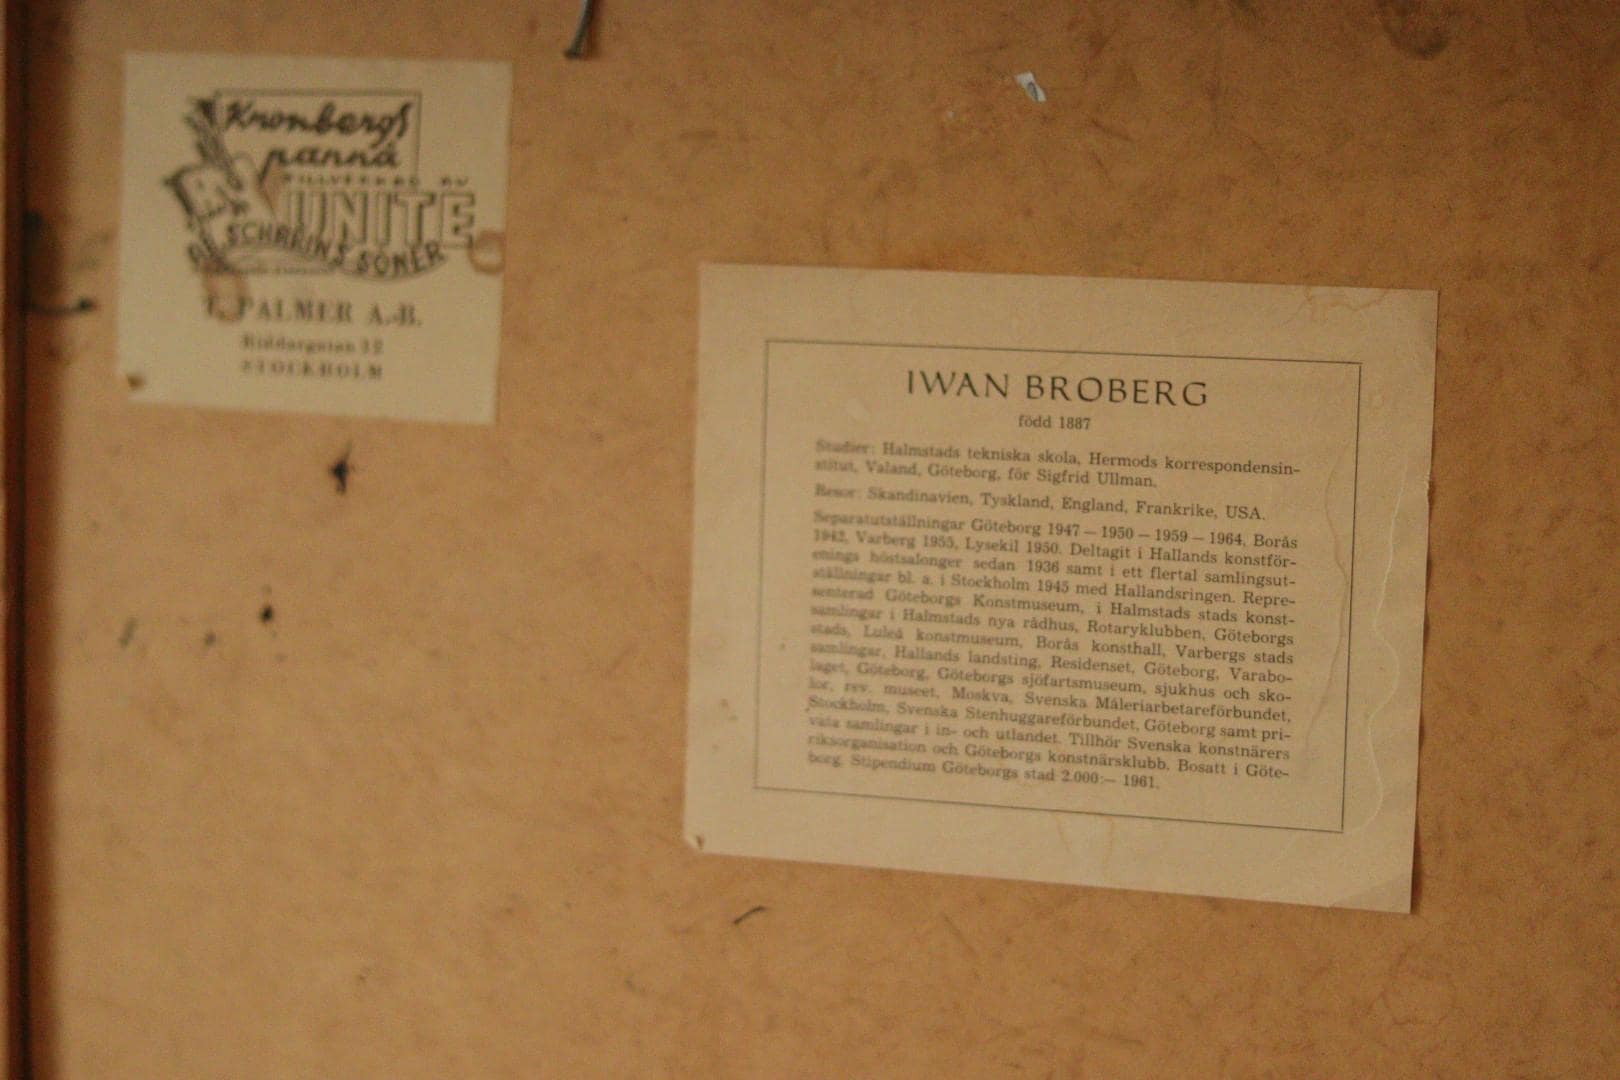 Kronbergs
pannå
TILLVERKAD AV
UNITE
SCHREINS SÖNER
PALMER A.-B.
Riddargatan 12
STOCKHOLM
IWAN BROBERG
född 1887
Studier: Halmstads tekniska skola, Hermods korrespondensin-
stitut, Valand, Göteborg, för Sigfrid Ullman.
Resor: Skandinavien, Tyskland, England, Frankrike, USA.
Separatutställningar Göteborg 1947 – 1950 – 1959 – 1964, Borås
1942, Varberg 1955, Lysekil 1950. Deltagit i Hallands konstför-
enings höstsalonger sedan 1936 samt i ett flertal samlingsut-
ställningar bl. a. i Stockholm 1945 med Hallandsringen. Repre-
senterad Göteborgs Konstmuseum, i Halmstads stads konst-
samlingar i Halmstads nya rådhus, Rotaryklubben, Göteborgs
stads, Luleå konstmuseum, Borås konsthall, Varbergs stads
samlingar, Hallands landsting, Residenset, Göteborg, Varabo-
laget, Göteborg, Göteborgs sjöfartsmuseum, sjukhus och sko-
lor, rev. museet, Moskva, Svenska Måleriarbetareförbundet,
Stockholm, Svenska Stenhuggareförbundet, Göteborg samt pri-
vata samlingar i in- och utlandet. Tillhör Svenska konstnärers
riksorganisation och Göteborgs konstnärsklubb. Bosatt i Göte-
borg. Stipendium Göteborgs stad 2.000:– 1961.